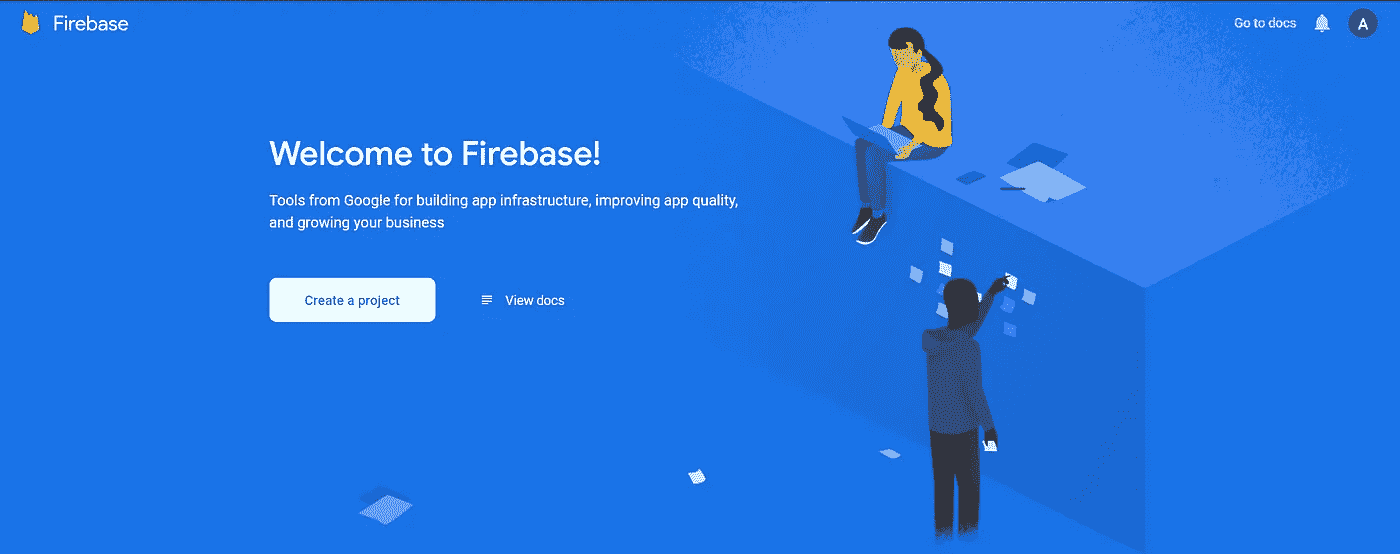 Firebase
Go to docs
A
Welcome to Firebase!
Tools from Google for building app infrastructure, improving app quality,
and growing your business
Create a project
View docs